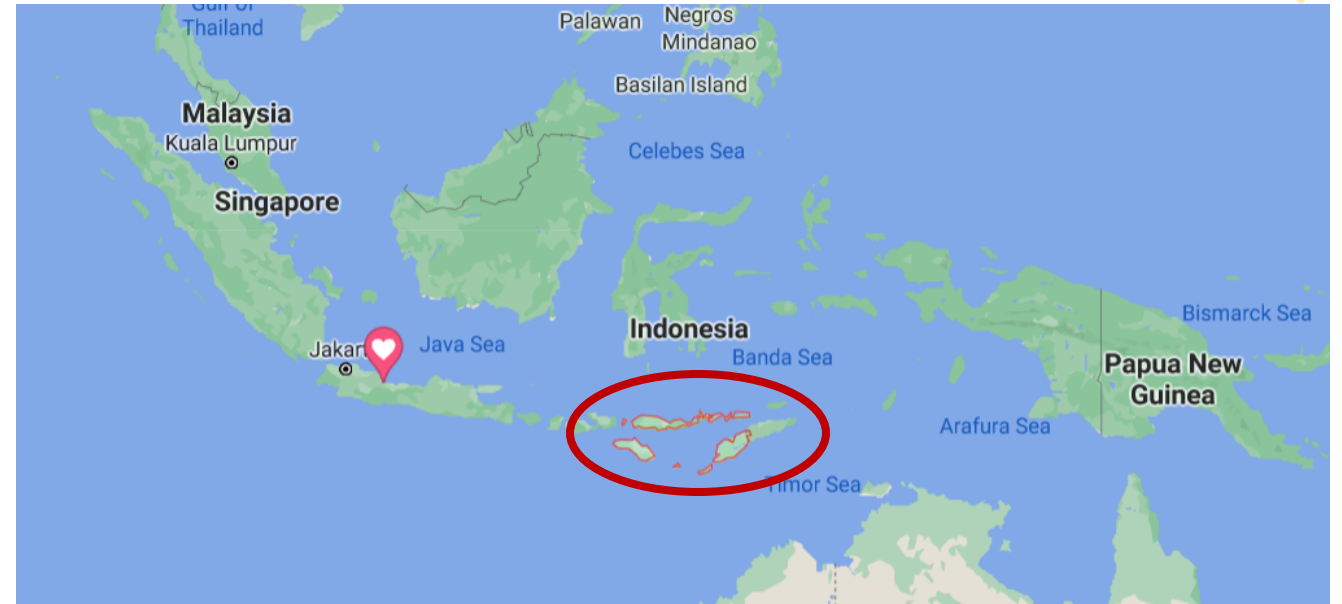 Gulf of
Thailand
Palawan
Negros
Mindanao
Basilan Island
Malaysia
Kuala Lumpur
Celebes Sea
Singapore
Bismarck Sea
Indonesia
Jakar
Java Sea
Banda Sea
Papua New
Guinea
Arafura Sea
Timor Sea